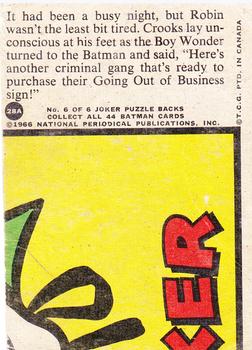 It had been a busy night, but Robin
wasn't the least bit tired. Crooks lay un-
conscious at his feet as the Boy Wonder
turned to the Batman and said, "Here's
another criminal gang that's ready to
purchase their Going Out of Business
sign!"
28A
No. 6 OF 6 JOKER PUZZLE BACKS
COLLECT ALL 44 BATMAN CARDS
©1966 NATIONAL PERIODICAL PUBLICATIONS, INC.
©T.C.G. PTD. IN CANADA
KER